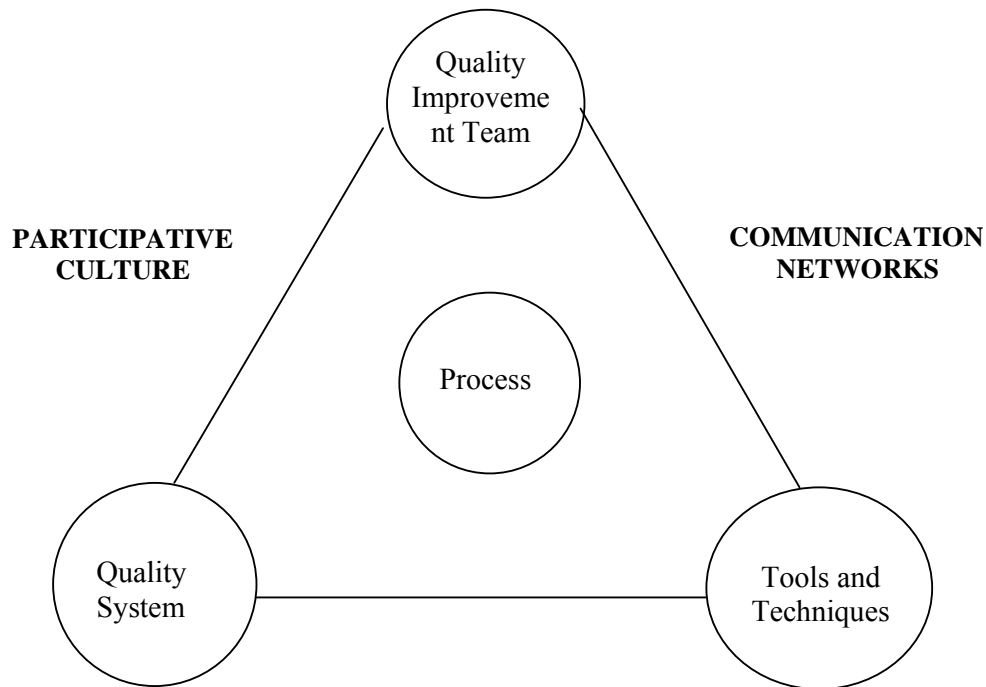 Quality
Improveme
nt Team
PARTICIPATIVE
CULTURE
COMMUNICATION
NETWORKS
Process
Quality
System
Tools and
Techniques